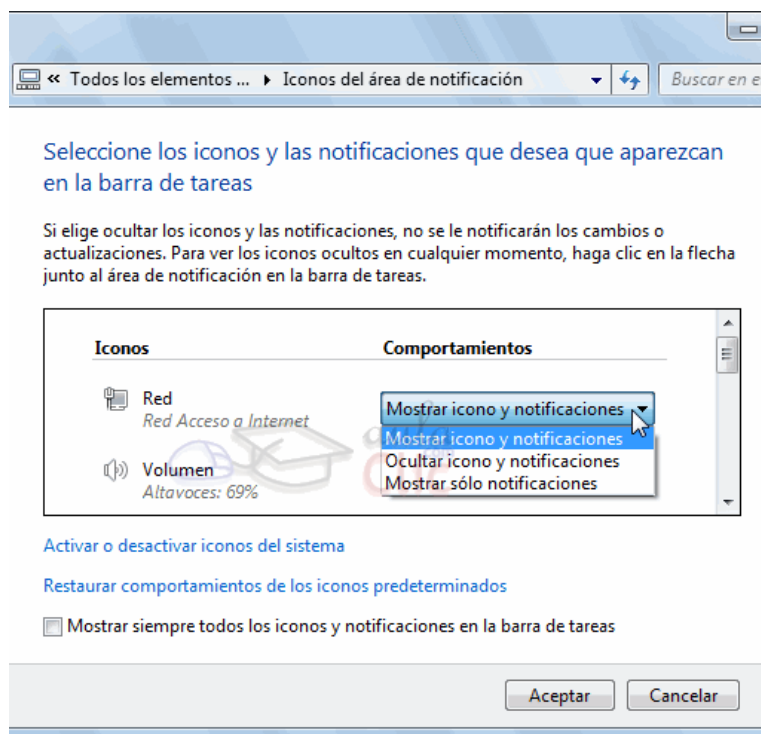 « Todos los elementos ... ▸ Iconos del área de notificación
Buscar en e
Seleccione los iconos y las notificaciones que desea que aparezcan
en la barra de tareas
Si elige ocultar los iconos y las notificaciones, no se le notificarán los cambios o
actualizaciones. Para ver los iconos ocultos en cualquier momento, haga clic en la flecha
junto al área de notificación en la barra de tareas.
Iconos Comportamientos
Red
Red Acceso a Internet
Mostrar icono y notificaciones
Mostrar icono y notificaciones
Ocultar icono y notificaciones
Mostrar sólo notificaciones
Volumen
Altavoces: 69%
aula
.com
CLIC
Activar o desactivar iconos del sistema
Restaurar comportamientos de los iconos predeterminados
Mostrar siempre todos los iconos y notificaciones en la barra de tareas
Aceptar Cancelar